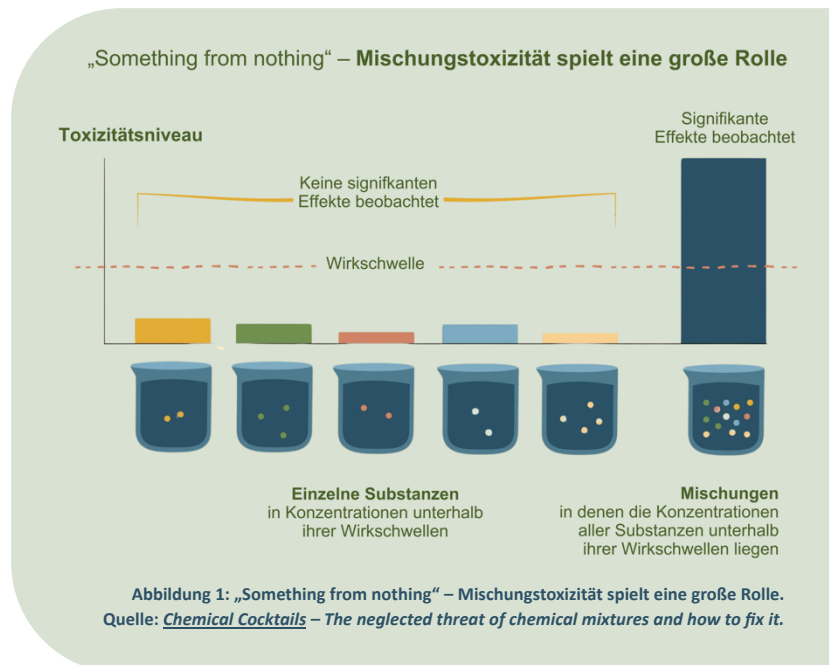 „Something from nothing“ – Mischungstoxizität spielt eine große Rolle
Toxizitätsniveau
Signifikante
Effekte beobachtet
Keine signifkanten
Effekte beobachtet
Wirkschwelle
Einzelne Substanzen
in Konzentrationen unterhalb
ihrer Wirkschwellen
Mischungen
in denen die Konzentrationen
aller Substanzen unterhalb
ihrer Wirkschwellen liegen
Abbildung 1: „Something from nothing“ – Mischungstoxizität spielt eine große Rolle.
Quelle: Chemical Cocktails – The neglected threat of chemical mixtures and how to fix it.